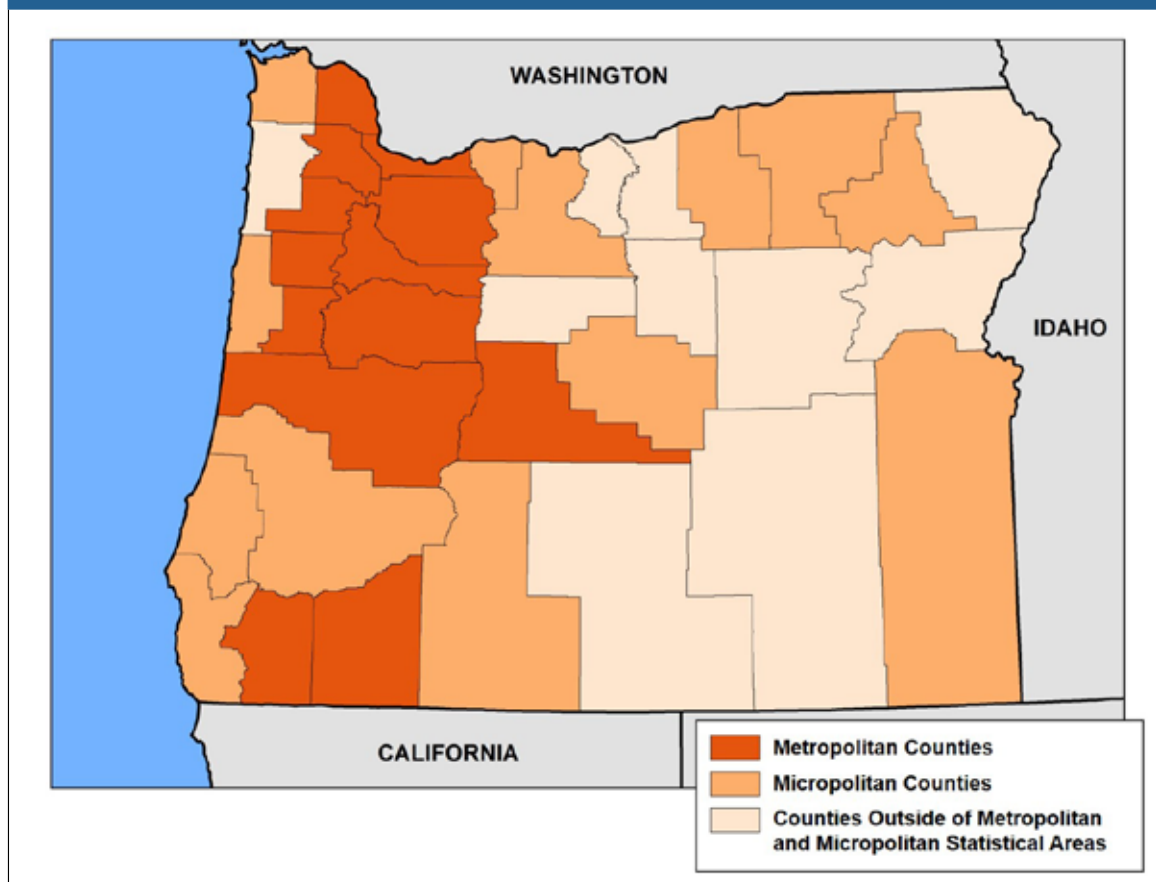 WASHINGTON
IDAHO
CALIFORNIA
Metropolitan Counties
Micropolitan Counties
Counties Outside of Metropolitan
and Micropolitan Statistical Areas